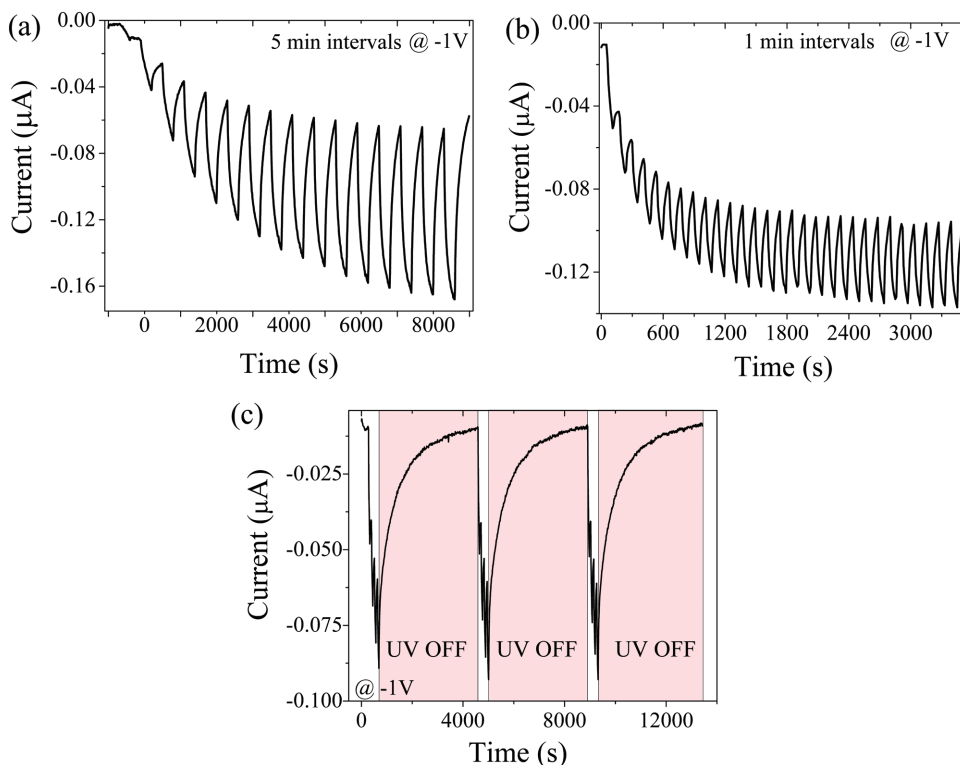 (a)
5 min intervals @ -1V
0.00
-0.04
-0.08
-0.12
-0.16
Current (μA)
0 2000 4000 6000 8000
Time (s)
(b)
1 min intervals @ -1V
0.00
-0.04
-0.08
-0.12
Current (μA)
0 600 1200 1800 2400 3000
Time (s)
(c)
-0.025
-0.050
-0.075
-0.100
Current (μA)
UV OFF UV OFF UV OFF
@ -1V
0 4000 8000 12000
Time (s)